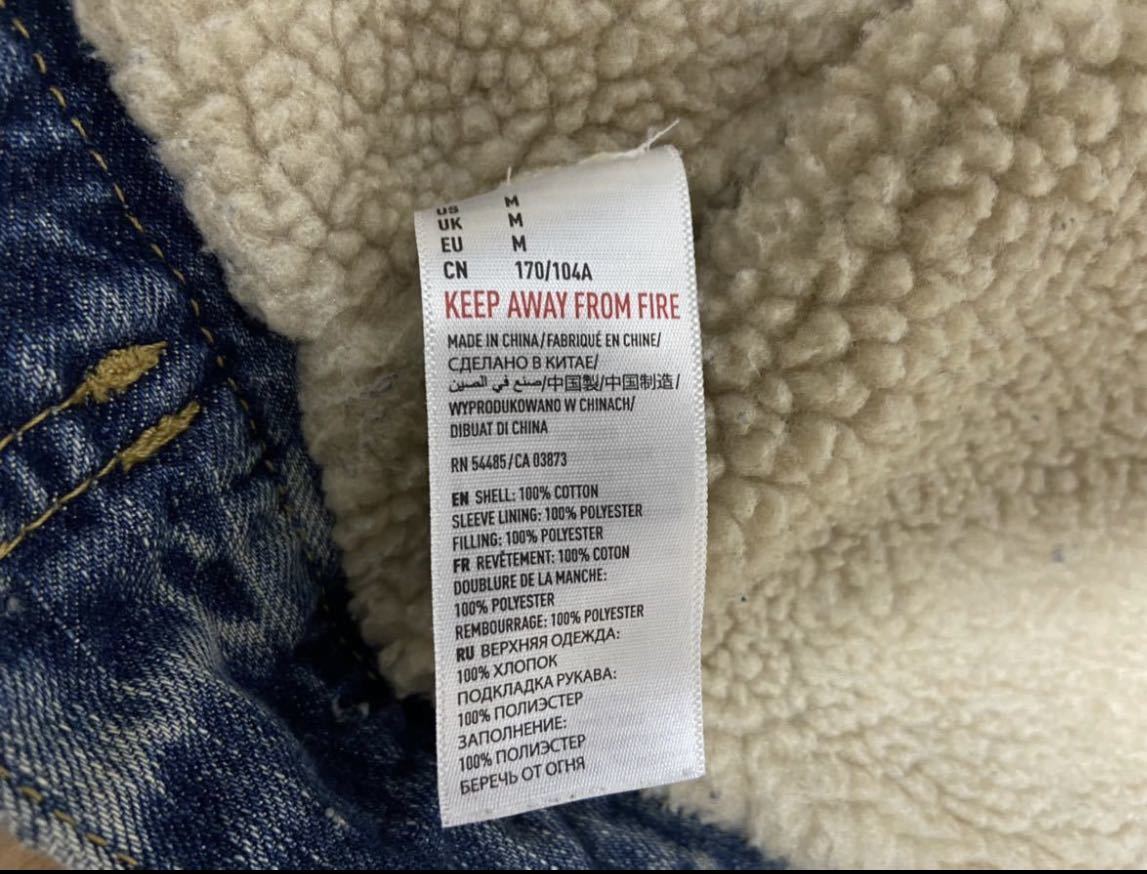 US M
UK M
EU M
CN 170/104A
KEEP AWAY FROM FIRE
MADE IN CHINA/FABRIQUÉ EN CHINE/
СДЕЛАНО В КИТАЕ/
صنع في الصين/中国製/中国制造/
WYPRODUKOWANO W CHINACH/
DIBUAT DI CHINA
RN 54485/CA 03873
EN SHELL: 100% COTTON
SLEEVE LINING: 100% POLYESTER
FILLING: 100% POLYESTER
FR REVÊTEMENT: 100% COTON
DOUBLURE DE LA MANCHE:
100% POLYESTER
REMBOURRAGE: 100% POLYESTER
RU ВЕРХНЯЯ ОДЕЖДА:
100% ХЛОПОК
ПОДКЛАДКА РУКАВА:
100% ПОЛИЭСТЕР
ЗАПОЛНЕНИЕ:
100% ПОЛИЭСТЕР
БЕРЕЧЬ ОТ ОГНЯ